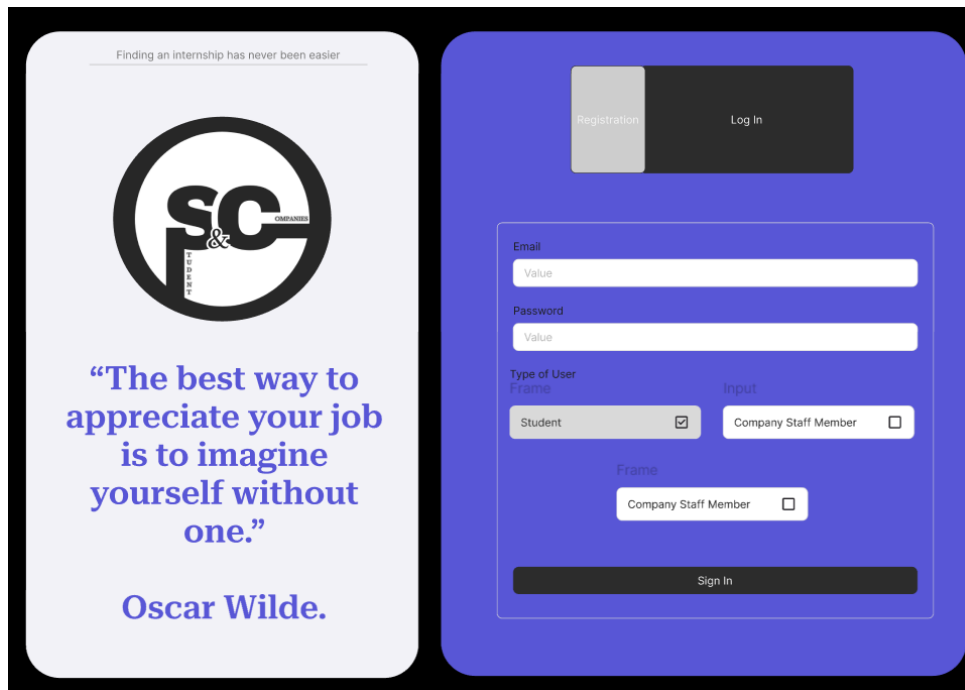 Finding an internship has never been easier
S&C
OMPANIES
TUDENT
“The best way to
appreciate your job
is to imagine
yourself without
one.”
Oscar Wilde.
Registration
Log In
Email
Value
Password
Value
Type of User
Frame
Input
Student
Company Staff Member
Frame
Company Staff Member
Sign In